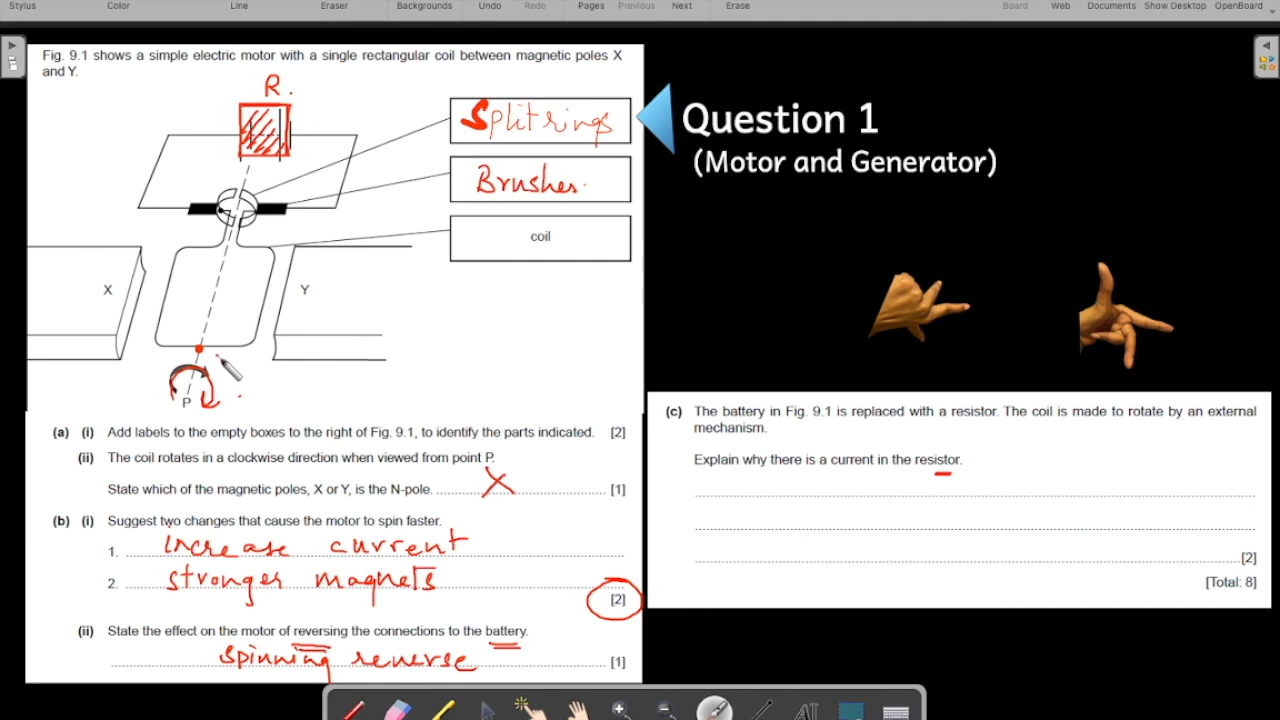 Stylus Color Line Eraser Backgrounds Undo Redo Pages Previous Next Erase Board Web Documents Show Desktop OpenBoard
Fig. 9.1 shows a simple electric motor with a single rectangular coil between magnetic poles X
and Y.
R.
Splitrings
Brushes.
coil
X
Y
P
Question 1
(Motor and Generator)
(a) (i) Add labels to the empty boxes to the right of Fig. 9.1, to identify the parts indicated. [2]
(ii) The coil rotates in a clockwise direction when viewed from point P.
State which of the magnetic poles, X or Y, is the N-pole. X [1]
(b) (i) Suggest two changes that cause the motor to spin faster.
1. Increase current
2. stronger magnets
[2]
(ii) State the effect on the motor of reversing the connections to the battery.
Spinning reverse [1]
(c) The battery in Fig. 9.1 is replaced with a resistor. The coil is made to rotate by an external
mechanism.
Explain why there is a current in the resistor.
[2]
[Total: 8]